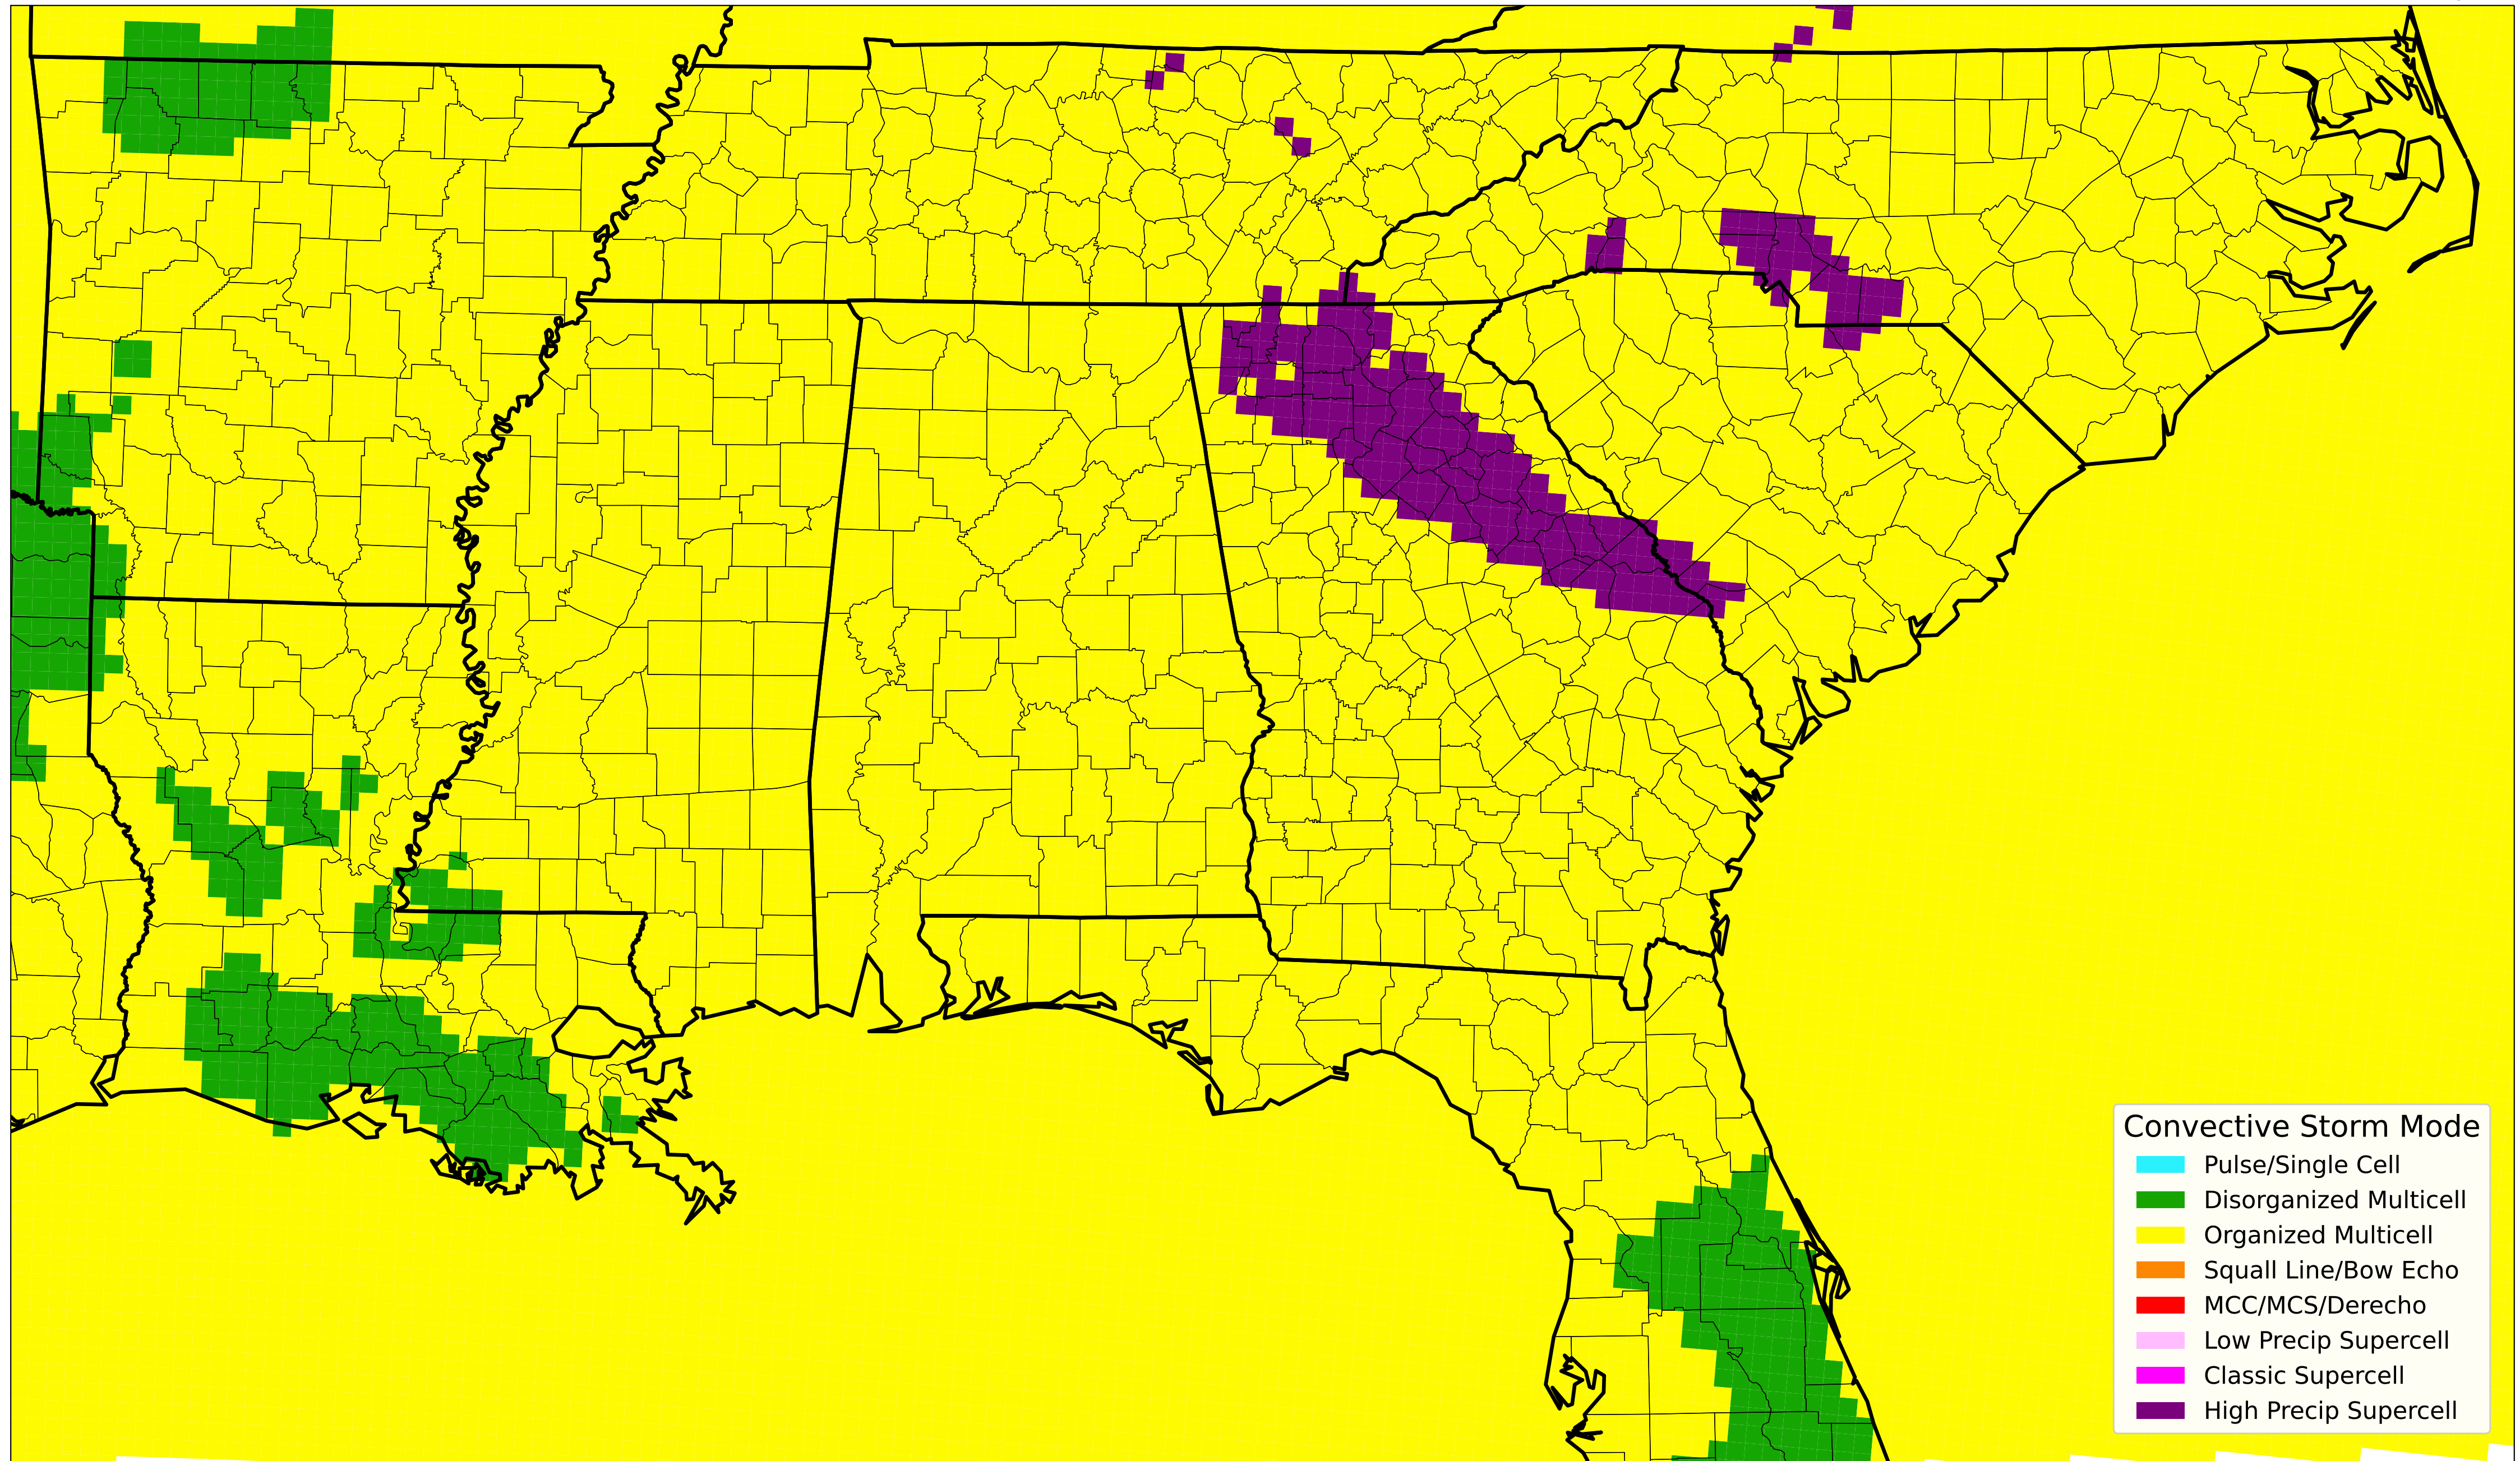 Convective Storm Mode
Pulse/Single Cell
Disorganized Multicell
Organized Multicell
Squall Line/Bow Echo
MCC/MCS/Derecho
Low Precip Supercell
Classic Supercell
High Precip Supercell